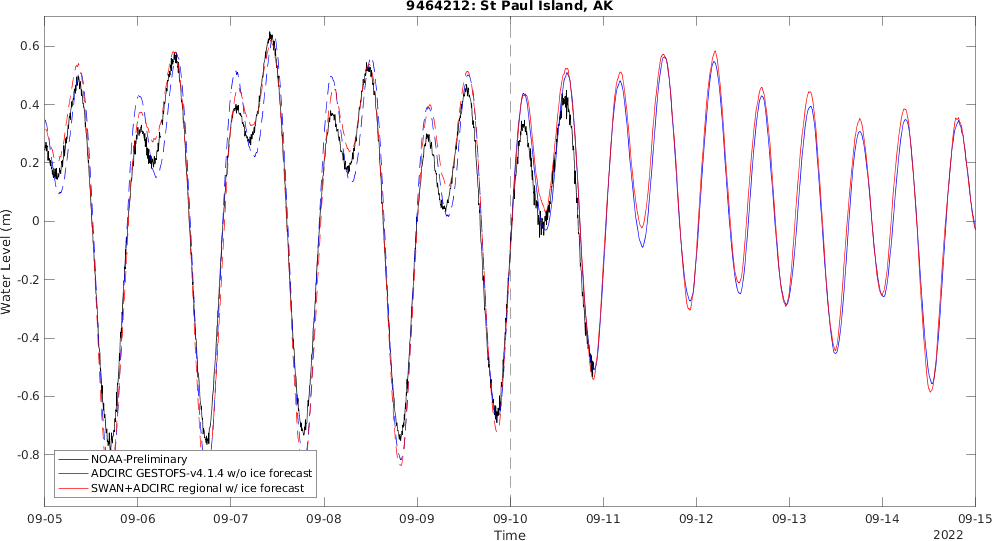 9464212: St Paul Island, AK
Water Level (m)
0.6
0.4
0.2
0
-0.2
-0.4
-0.6
-0.8
NOAA-Preliminary
ADCIRC GESTOFS-v4.1.4 w/o ice forecast
SWAN+ADCIRC regional w/ ice forecast
09-05 09-06 09-07 09-08 09-09 09-10 09-11 09-12 09-13 09-14 09-15
Time
2022